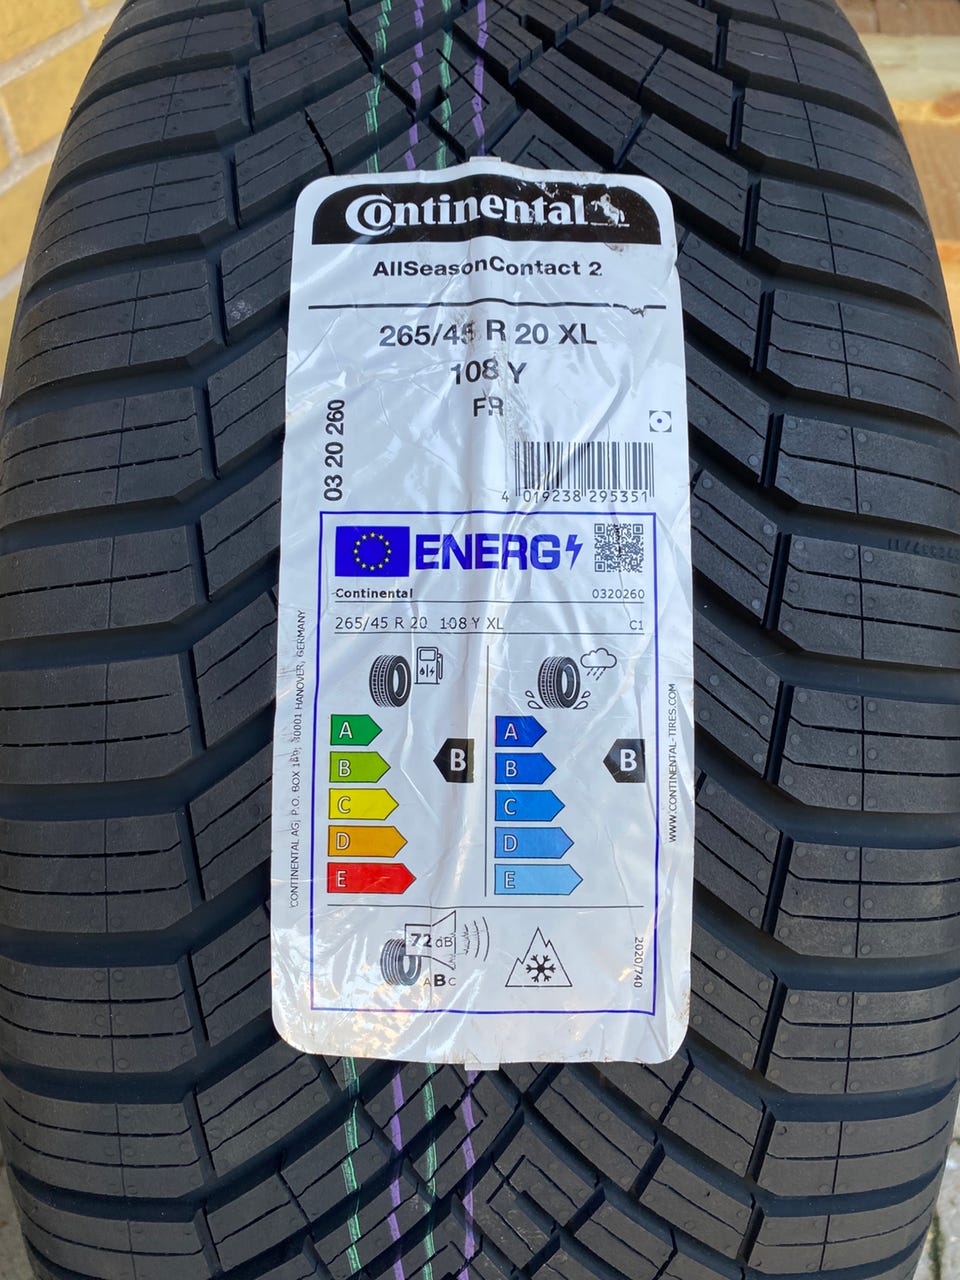 Continental
AllSeasonContact 2
265/45 R 20 XL
108 Y
FR
03 20 260
4 019238 295351
ENERG
Continental 0320260
265/45 R 20 108 Y XL C1
A
B
C
D
E
B
A
B
C
D
E
B
72 dB
ABC
2020/740
CONTINENTAL AG, P.O. BOX 169, 30001 HANOVER, GERMANY
WWW.CONTINENTAL-TIRES.COM